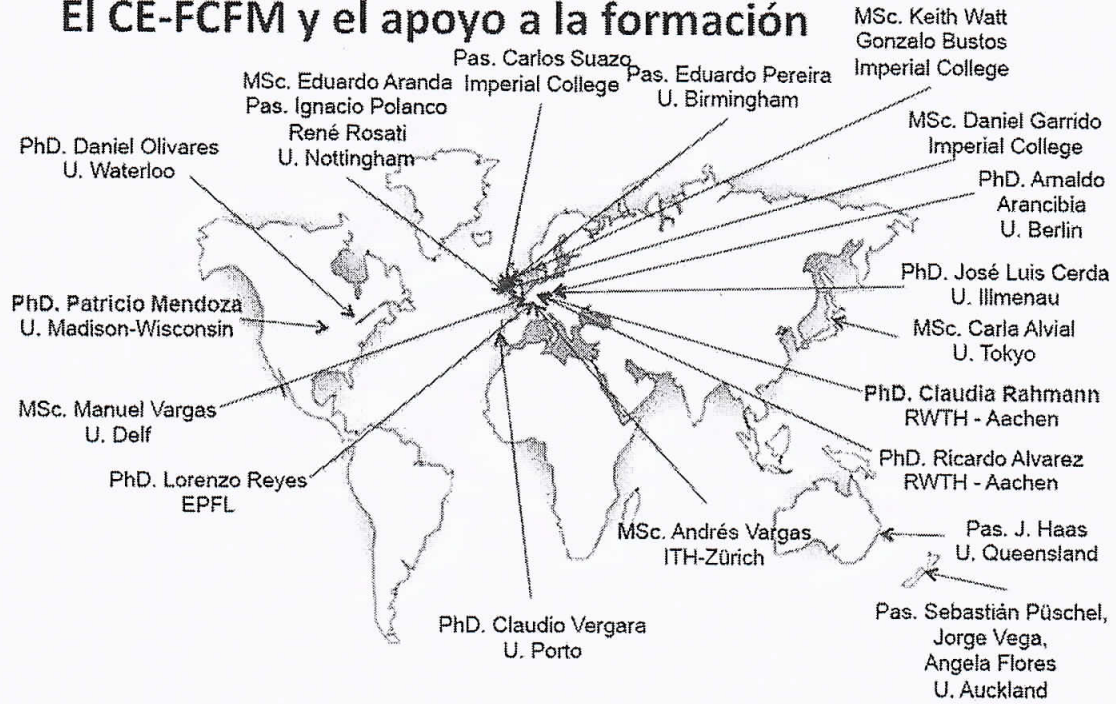 El CE-FCFM y el apoyo a la formación
MSc. Keith Watt
Gonzalo Bustos
Imperial College
Pas. Carlos Suazo
Imperial College
Pas. Eduardo Pereira
U. Birmingham
MSc. Eduardo Aranda
Pas. Ignacio Polanco
René Rosati
U. Nottingham
MSc. Daniel Garrido
Imperial College
PhD. Daniel Olivares
U. Waterloo
PhD. Arnaldo
Arancibia
U. Berlin
PhD. José Luis Cerda
U. Illmenau
PhD. Patricio Mendoza
U. Madison-Wisconsin
MSc. Carla Alvial
U. Tokyo
PhD. Claudia Rahmann
RWTH - Aachen
MSc. Manuel Vargas
U. Delf
PhD. Ricardo Alvarez
RWTH - Aachen
PhD. Lorenzo Reyes
EPFL
MSc. Andrés Vargas
ITH-Zürich
Pas. J. Haas
U. Queensland
PhD. Claudio Vergara
U. Porto
Pas. Sebastián Püschel,
Jorge Vega,
Angela Flores
U. Auckland